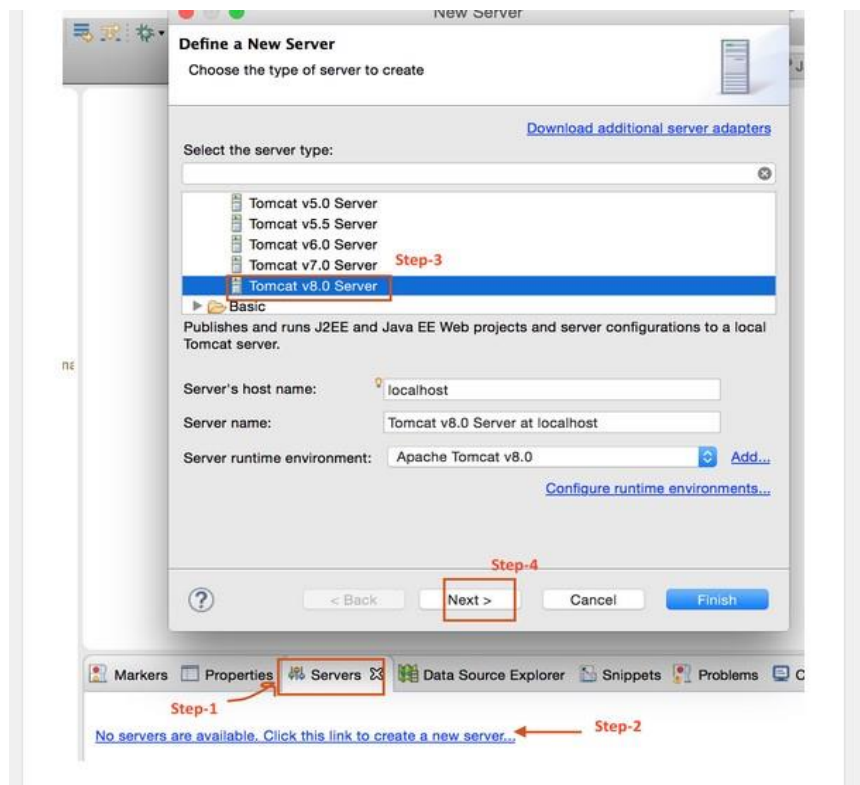 New Server
Define a New Server
Choose the type of server to create
Download additional server adapters
Select the server type:
Tomcat v5.0 Server
Tomcat v5.5 Server
Tomcat v6.0 Server
Tomcat v7.0 Server
Step-3
Tomcat v8.0 Server
Basic
Publishes and runs J2EE and Java EE Web projects and server configurations to a local
Tomcat server.
Server's host name: localhost
Server name: Tomcat v8.0 Server at localhost
Server runtime environment: Apache Tomcat v8.0 Add...
Configure runtime environments...
Step-4
? < Back Next > Cancel Finish
Markers Properties Servers Data Source Explorer Snippets Problems
Step-1
Step-2
No servers are available. Click this link to create a new server...